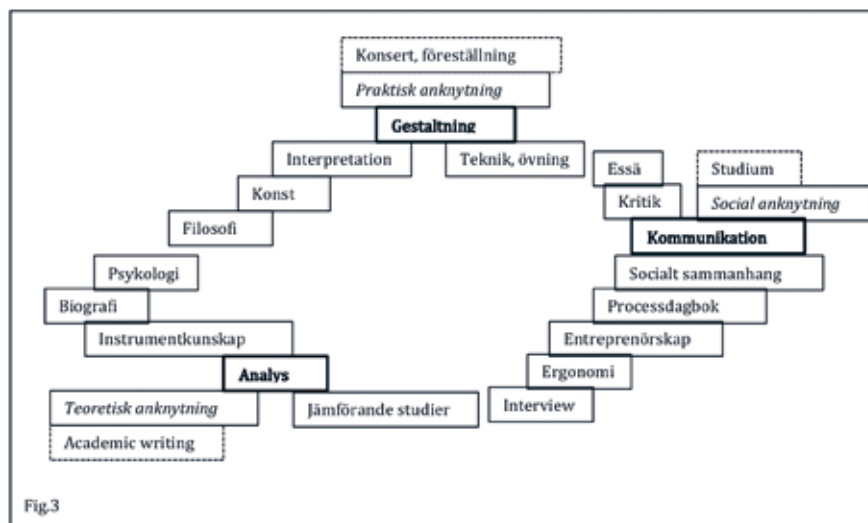 Konsert, föreställning
Praktisk anknytning
Gestaltning
Interpretation
Teknik, övning
Konst
Filosofi
Psykologi
Biografi
Instrumentkunskap
Analys
Teoretisk anknytning
Jämförande studier
Academic writing
Essä
Studium
Kritik
Social anknytning
Kommunikation
Socialt sammanhang
Processdagbok
Entreprenörskap
Ergonomi
Interview
Fig.3